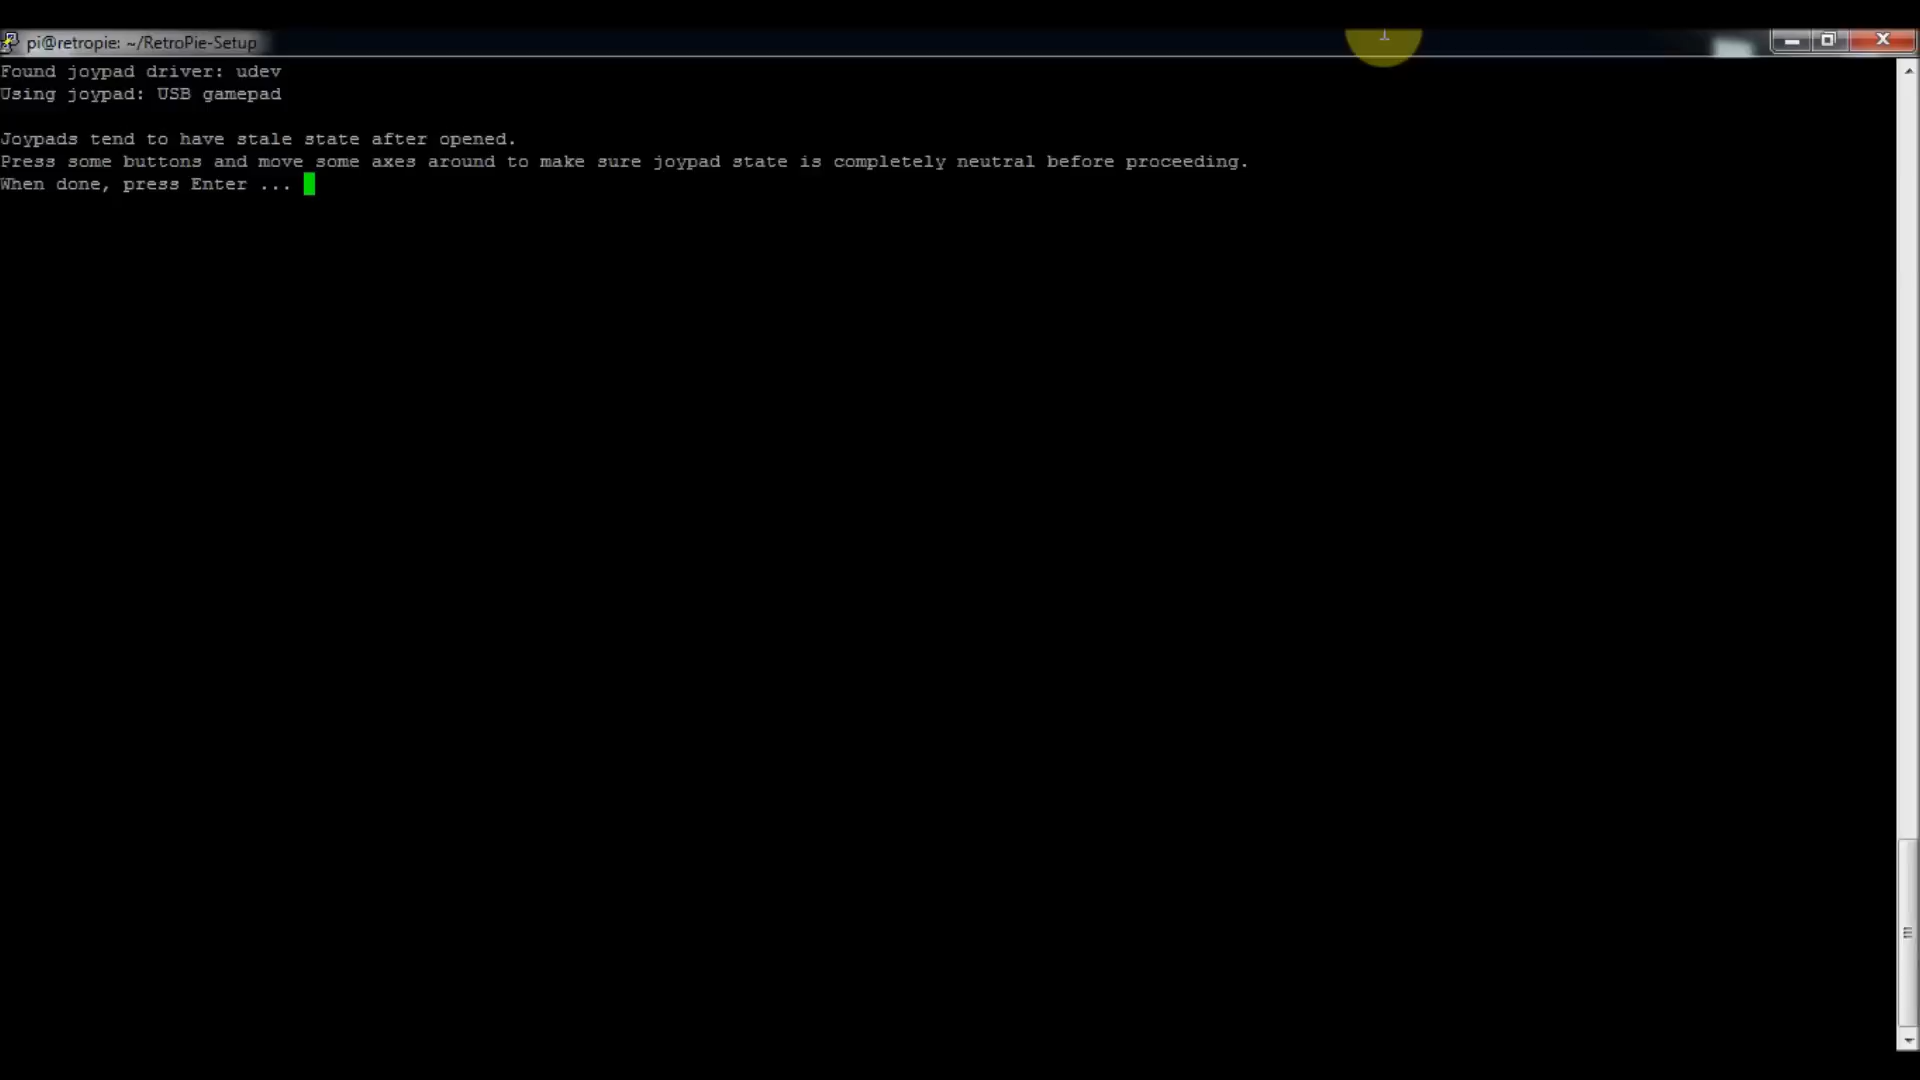 pi@retropie: ~/RetroPie-Setup
Found joypad driver: udev
Using joypad: USB gamepad
Joypads tend to have stale state after opened.
Press some buttons and move some axes around to make sure joypad state is completely neutral before proceeding.
When done, press Enter ...